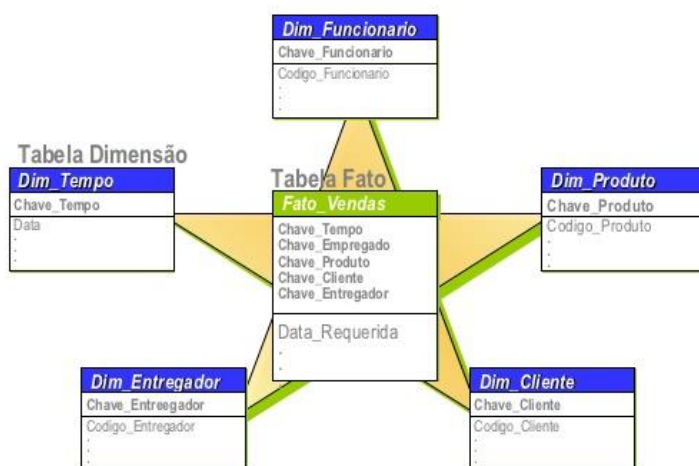 Dim_Funcionario
Chave_Funcionario
Codigo_Funcionario
:
:
Tabela Dimensão
Dim_Tempo
Chave_Tempo
Data
:
:
Tabela Fato
Fato_Vendas
Chave_Tempo
Chave_Empregado
Chave_Produto
Chave_Cliente
Chave_Entregador
Data_Requerida
:
Dim_Produto
Chave_Produto
Codigo_Produto
:
:
Dim_Entregador
Chave_Entreegador
Codigo_Entregador
:
:
Dim_Cliente
Chave_Cliente
Codigo_Cliente
:
: